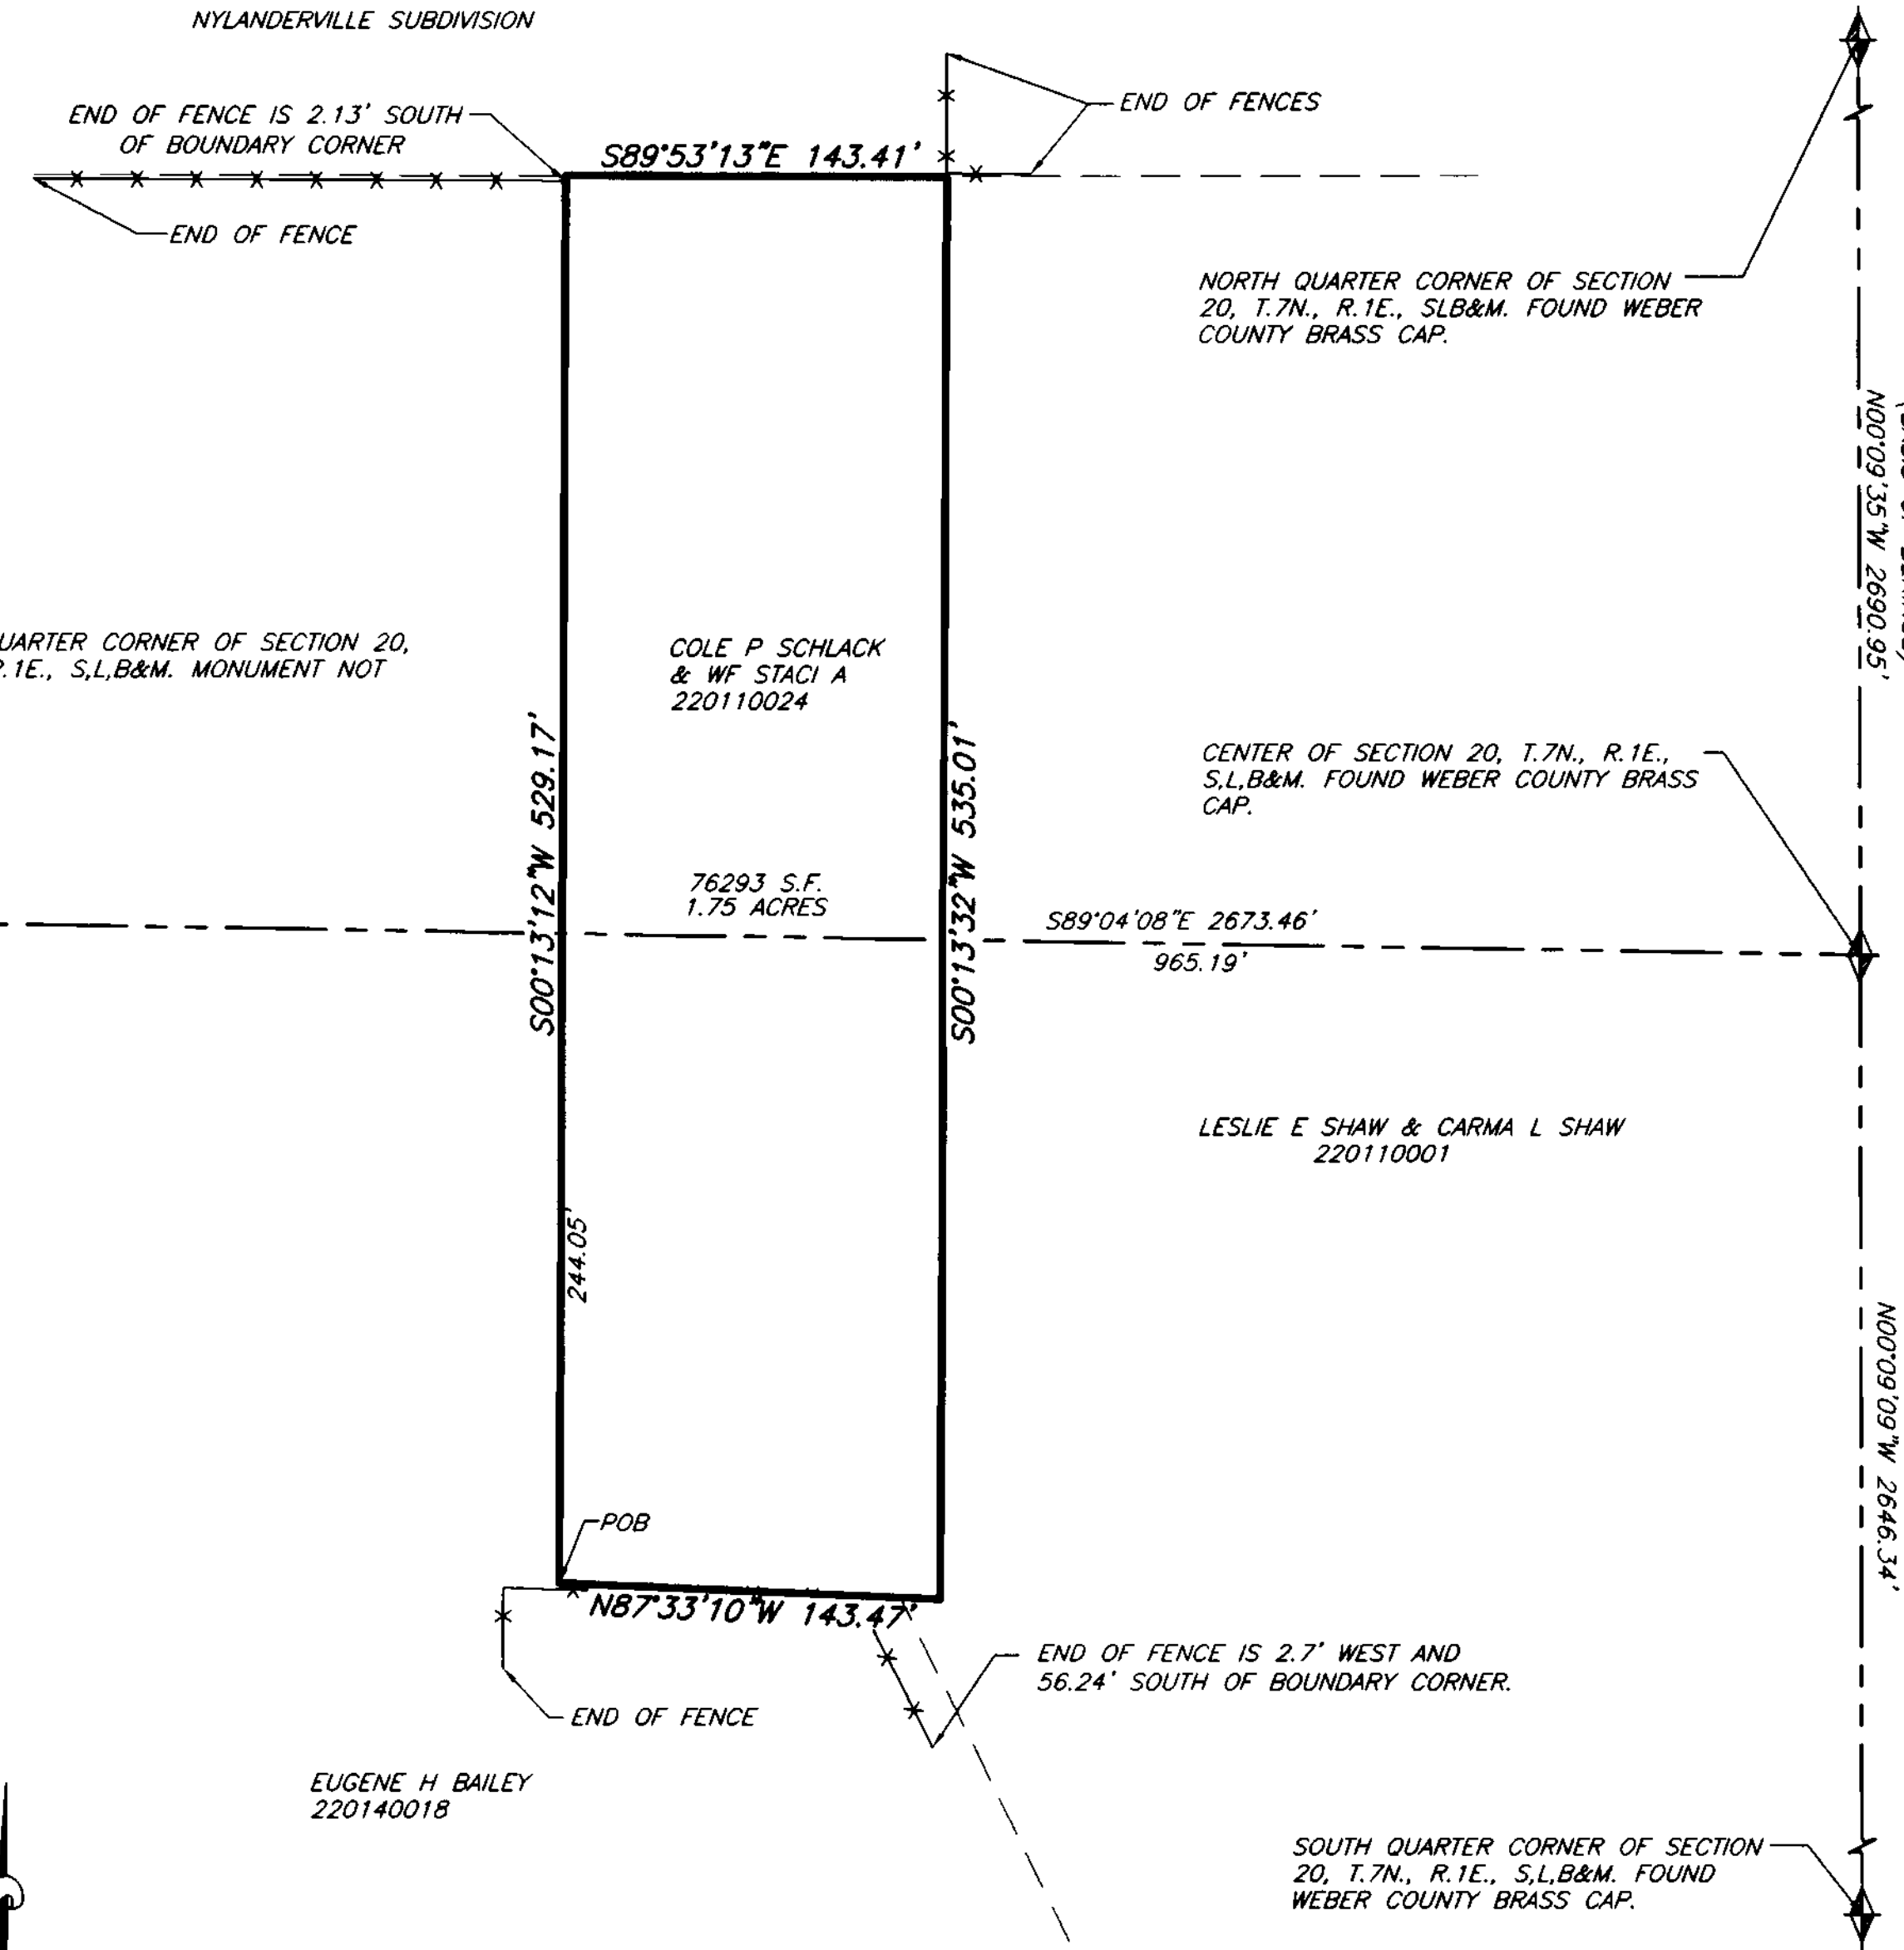 NYLANDERVILLE SUBDIVISION
END OF FENCE IS 2.13' SOUTH
OF BOUNDARY CORNER
END OF FENCES
S89°53'13"E 143.41'
END OF FENCE
NORTH QUARTER CORNER OF SECTION
20, T.7N., R.1E., SLB&M. FOUND WEBER
COUNTY BRASS CAP.
N00°09'35"W 2690.95'
UARTER CORNER OF SECTION 20,
.1E., S,L,B&M. MONUMENT NOT
COLE P SCHLACK
& WF STACI A
220110024
S00°13'12"W 529.17'
S00°13'32"W 535.01'
CENTER OF SECTION 20, T.7N., R.1E.,
S,L,B&M. FOUND WEBER COUNTY BRASS
CAP.
76293 S.F.
1.75 ACRES
S89°04'08"E 2673.46'
965.19'
LESLIE E SHAW & CARMA L SHAW
220110001
244.05'
N00°09'09"W 2646.34'
POB
N87°33'10"W 143.47'
END OF FENCE IS 2.7' WEST AND
56.24' SOUTH OF BOUNDARY CORNER.
END OF FENCE
EUGENE H BAILEY
220140018
SOUTH QUARTER CORNER OF SECTION
20, T.7N., R.1E., S,L,B&M. FOUND
WEBER COUNTY BRASS CAP.